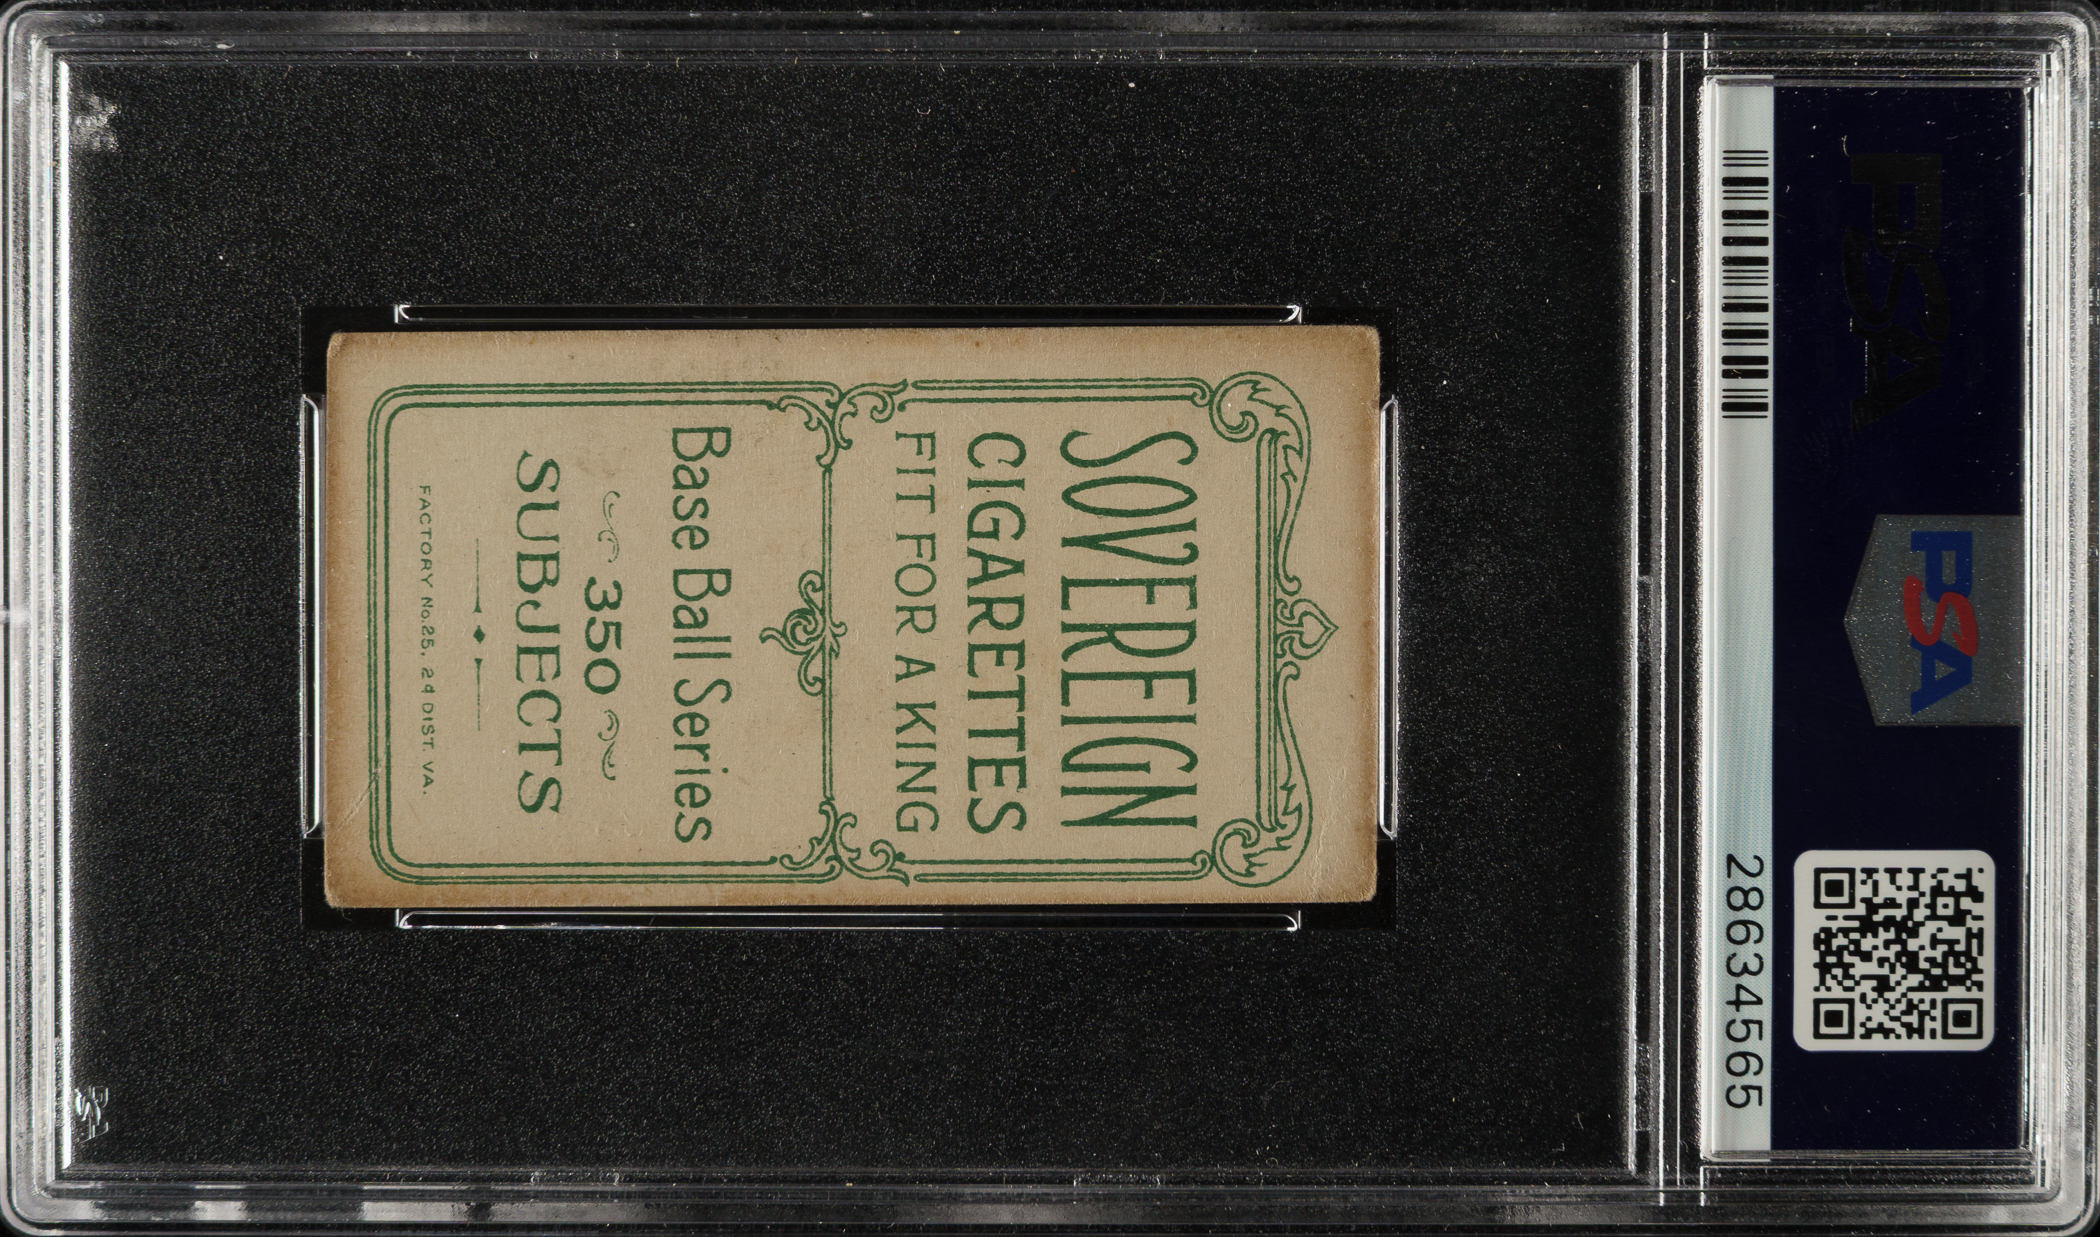 PSA
PSA
28634565
SOVEREIGN
CIGARETTES
FIT FOR A KING
Base Ball Series
350
SUBJECTS
FACTORY No. 25, 2d DIST. VA.
PSA